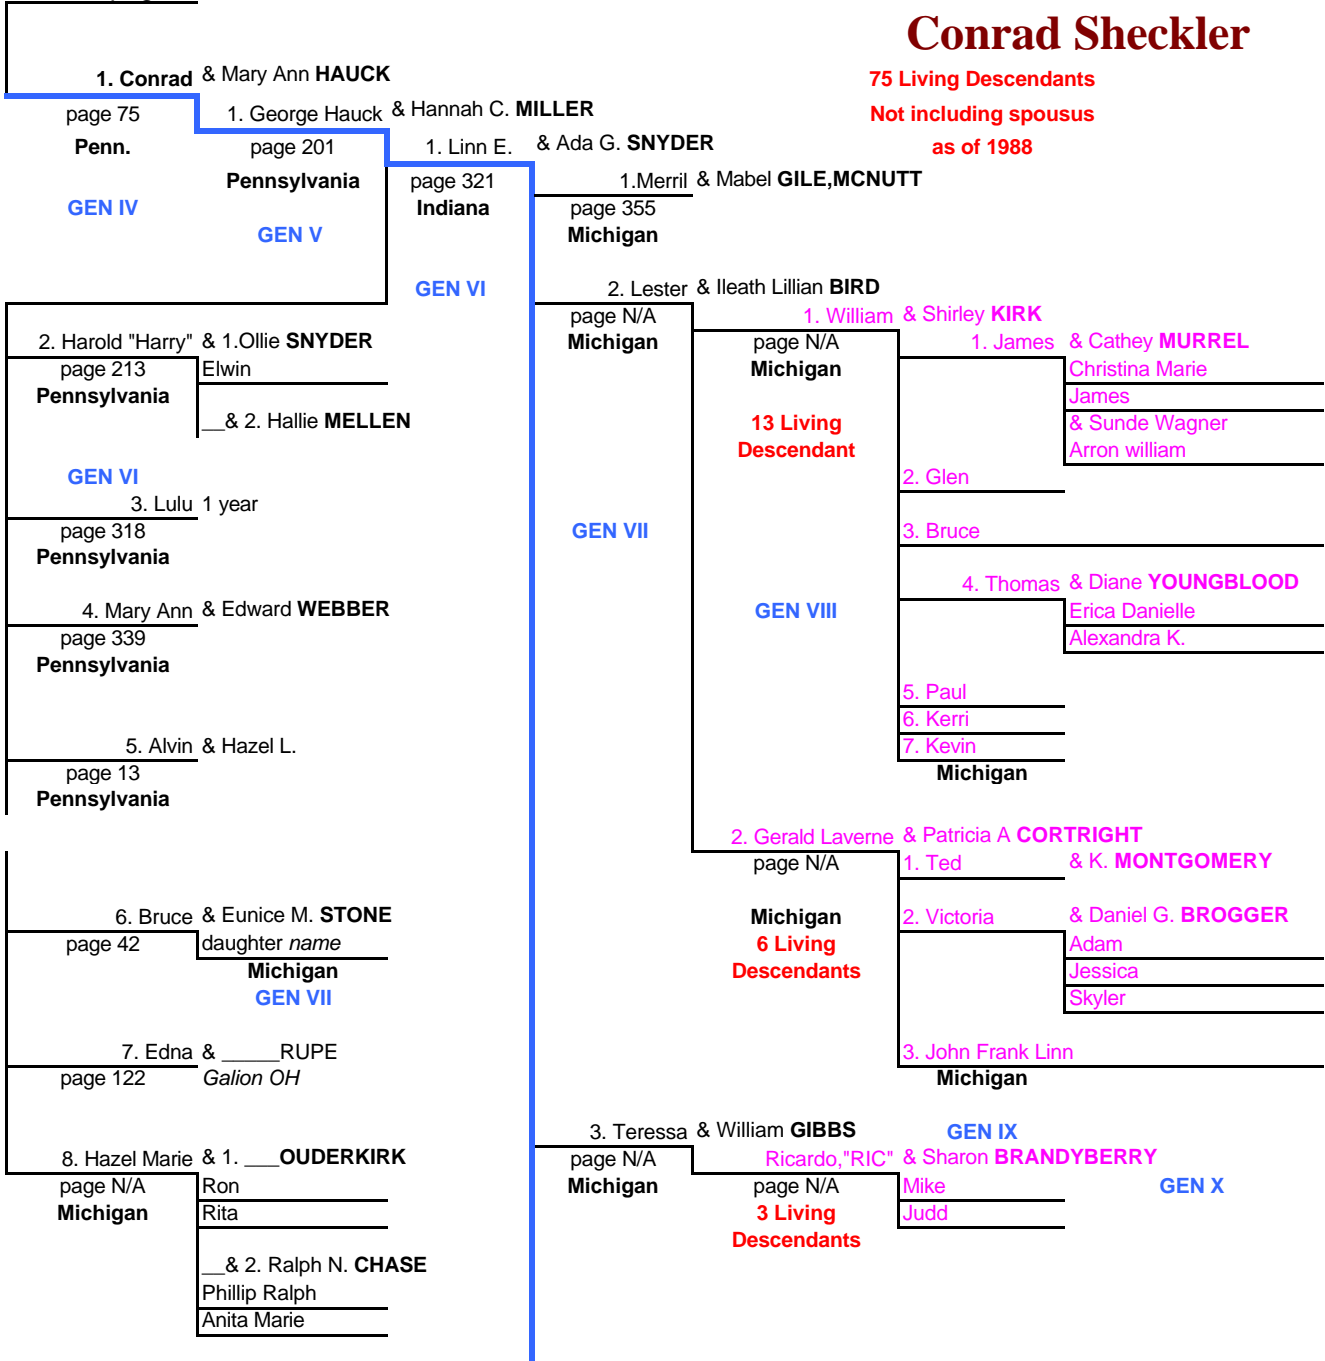 Conrad Sheckler
1. Conrad & Mary Ann HAUCK
75 Living Descendants
page 75
1. George Hauck & Hannah C. MILLER
Not including spousus
Penn.
page 201
1. Linn E. & Ada G. SNYDER
as of 1988
Pennsylvania
page 321
1.Merril & Mabel GILE,MCNUTT
GEN IV
Indiana
page 355
GEN V
Michigan
GEN VI
2. Lester & Ileath Lillian BIRD
page N/A
1. William & Shirley KIRK
2. Harold "Harry" & 1.Ollie SNYDER
Michigan
page N/A
1. James & Cathey MURREL
page 213
Elwin
Michigan
Christina Marie
Pennsylvania
James
__& 2. Hallie MELLEN
13 Living
& Sunde Wagner
Descendant
Arron william
GEN VI
2. Glen
3. Lulu 1 year
page 318
GEN VII
3. Bruce
Pennsylvania
4. Thomas & Diane YOUNGBLOOD
4. Mary Ann & Edward WEBBER
GEN VIII
Erica Danielle
page 339
Alexandra K.
Pennsylvania
5. Paul
6. Kerri
5. Alvin & Hazel L.
7. Kevin
page 13
Michigan
Pennsylvania
2. Gerald Laverne & Patricia A CORTRIGHT
page N/A
1. Ted & K. MONTGOMERY
6. Bruce & Eunice M. STONE
Michigan
2. Victoria & Daniel G. BROGGER
page 42
daughter name
6 Living
Adam
Michigan
Descendants
Jessica
GEN VII
Skyler
7. Edna & _____RUPE
3. John Frank Linn
page 122
Galion OH
Michigan
3. Teressa & William GIBBS
GEN IX
8. Hazel Marie & 1. ___OUDERKIRK
page N/A
Ricardo,"RIC" & Sharon BRANDYBERRY
page N/A
Ron
Michigan
page N/A
Mike
GEN X
Michigan
Rita
3 Living
Judd
Descendants
__& 2. Ralph N. CHASE
Phillip Ralph
Anita Marie